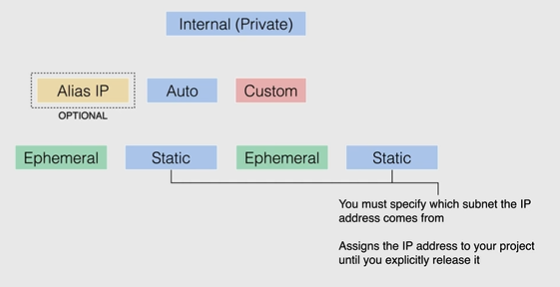 Internal (Private)
Alias IP
Auto
Custom
OPTIONAL
Ephemeral
Static
Ephemeral
Static
You must specify which subnet the IP
address comes from
Assigns the IP address to your project
until you explicitly release it